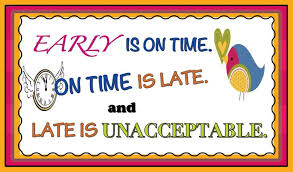 EARLY IS ON TIME.
ON TIME IS LATE.
and
LATE IS UNACCEPTABLE.